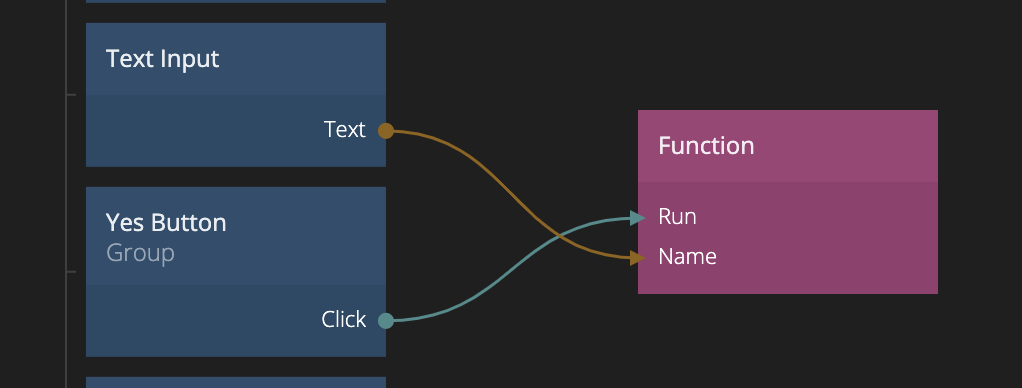 Text Input
Text
Yes Button
Group
Click
Function
Run
Name